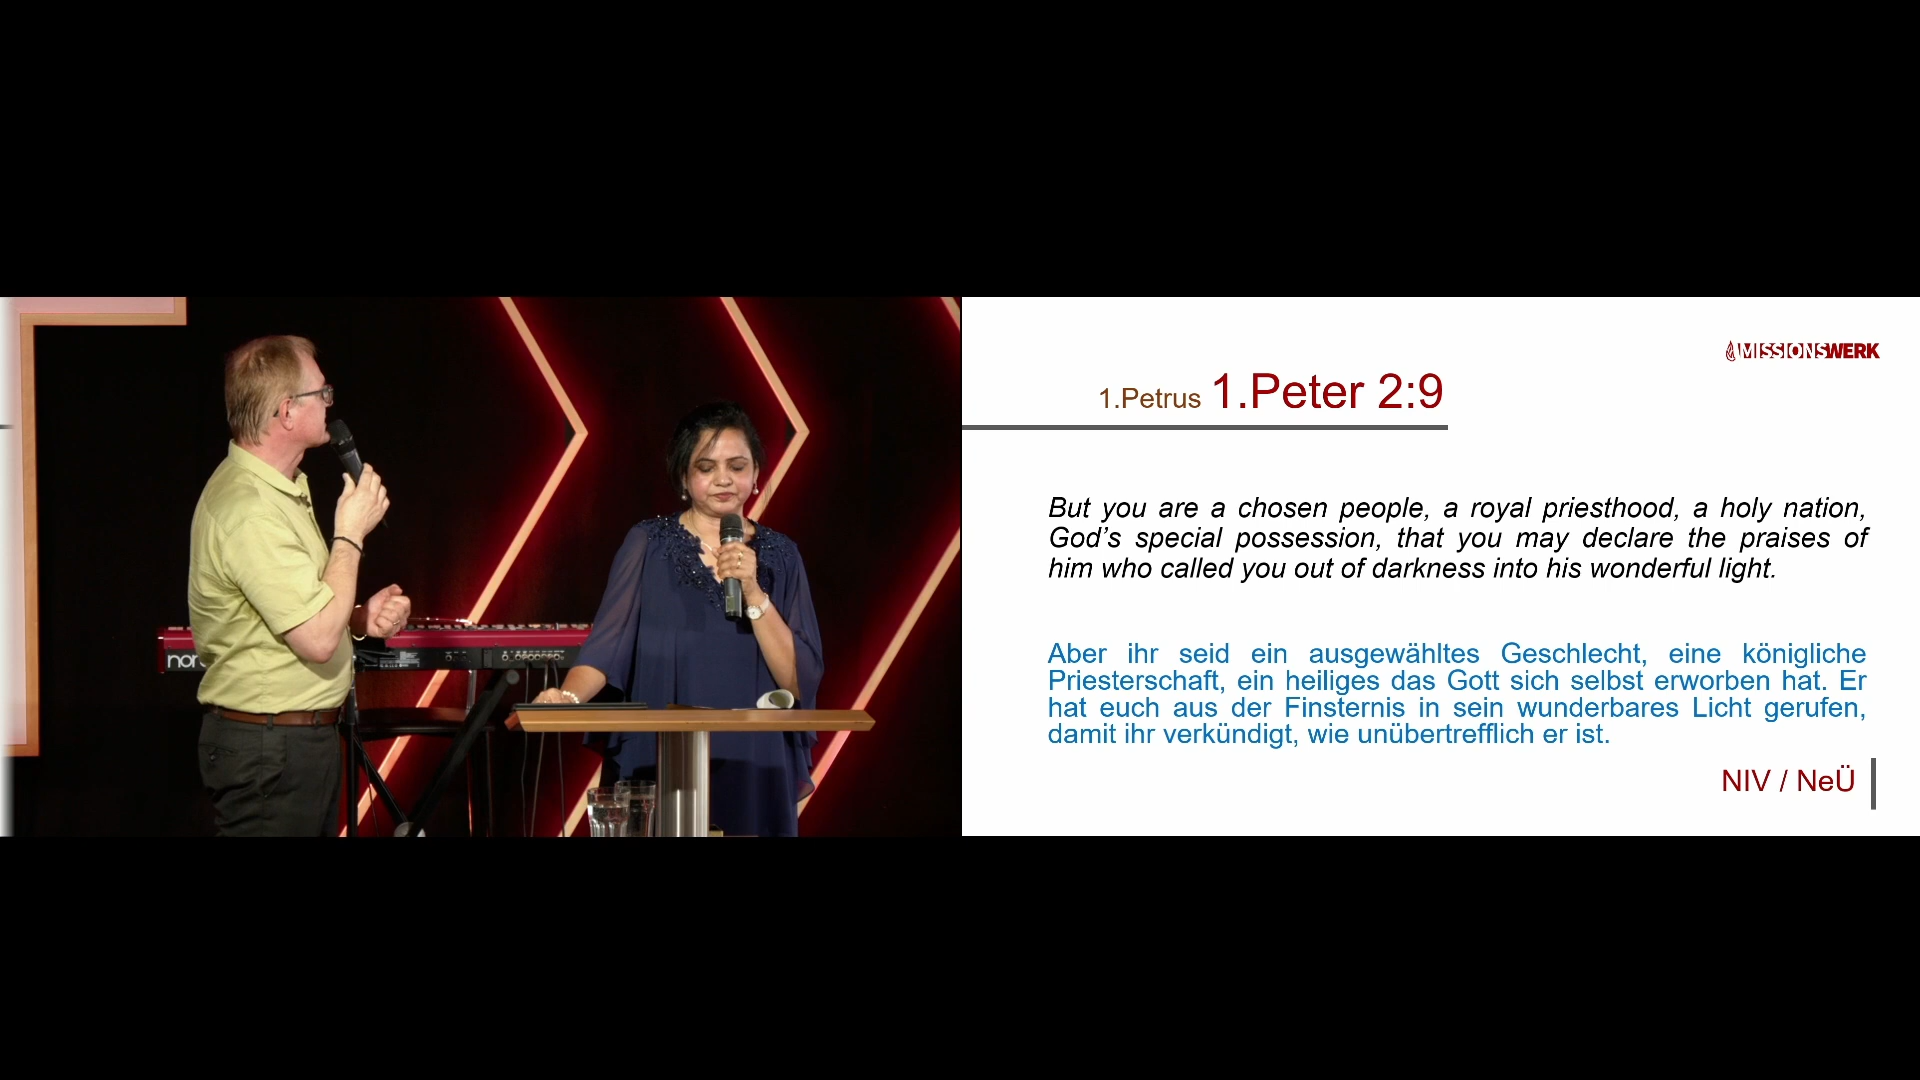 MISSIONSWERK
1.Petrus 1.Peter 2:9
But you are a chosen people, a royal priesthood, a holy nation,
God's special possession, that you may declare the praises of
him who called you out of darkness into his wonderful light.
Aber ihr seid ein ausgewähltes Geschlecht, eine königliche
Priesterschaft, ein heiliges das Gott sich selbst erworben hat. Er
hat euch aus der Finsternis in sein wunderbares Licht gerufen,
damit ihr verkündigt, wie unübertrefflich er ist.
NIV / NeÜ
nor